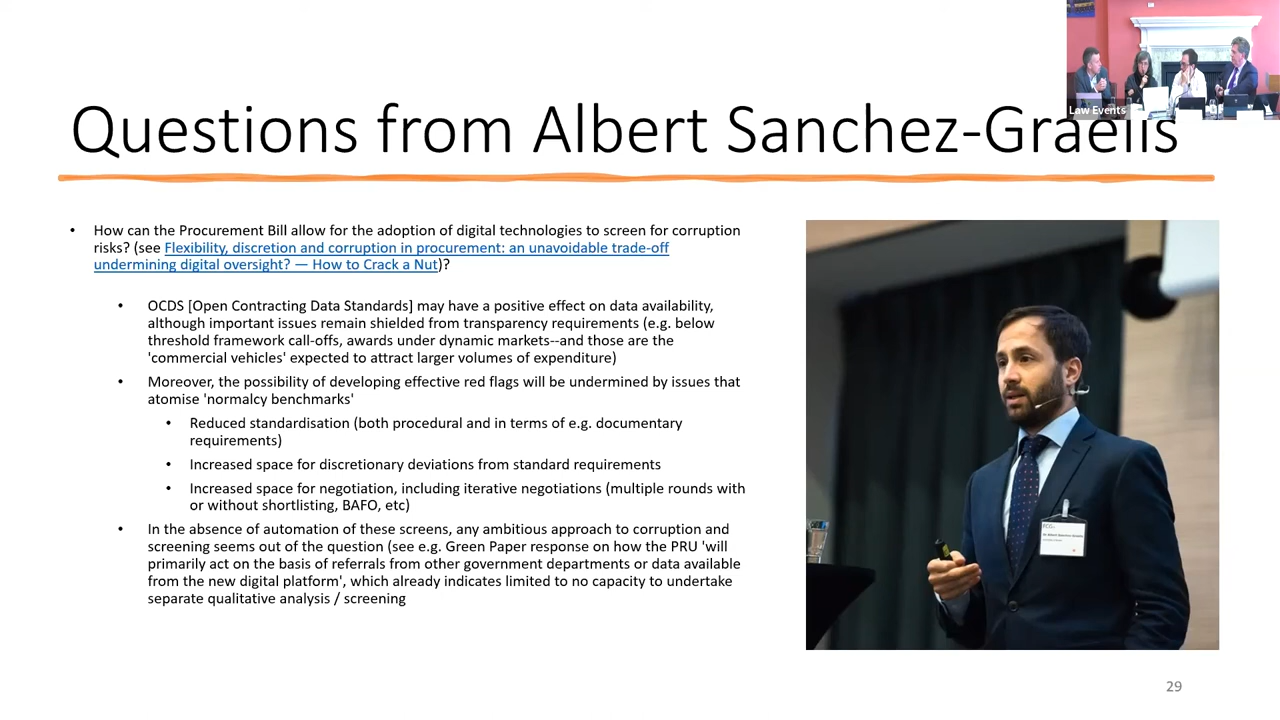 Law Events
Questions from Albert Sanchez-Graells
• How can the Procurement Bill allow for the adoption of digital technologies to screen for corruption
risks? (see Flexibility, discretion and corruption in procurement: an unavoidable trade-off
undermining digital oversight? — How to Crack a Nut)?
• OCDS [Open Contracting Data Standards] may have a positive effect on data availability,
although important issues remain shielded from transparency requirements (e.g. below
threshold framework call-offs, awards under dynamic markets--and those are the
'commercial vehicles' expected to attract larger volumes of expenditure)
• Moreover, the possibility of developing effective red flags will be undermined by issues that
atomise 'normalcy benchmarks'
• Reduced standardisation (both procedural and in terms of e.g. documentary
requirements)
• Increased space for discretionary deviations from standard requirements
• Increased space for negotiation, including iterative negotiations (multiple rounds with
or without shortlisting, BAFO, etc)
• In the absence of automation of these screens, any ambitious approach to corruption and
screening seems out of the question (see e.g. Green Paper response on how the PRU 'will
primarily act on the basis of referrals from other government departments or data available
from the new digital platform', which already indicates limited to no capacity to undertake
separate qualitative analysis / screening
29